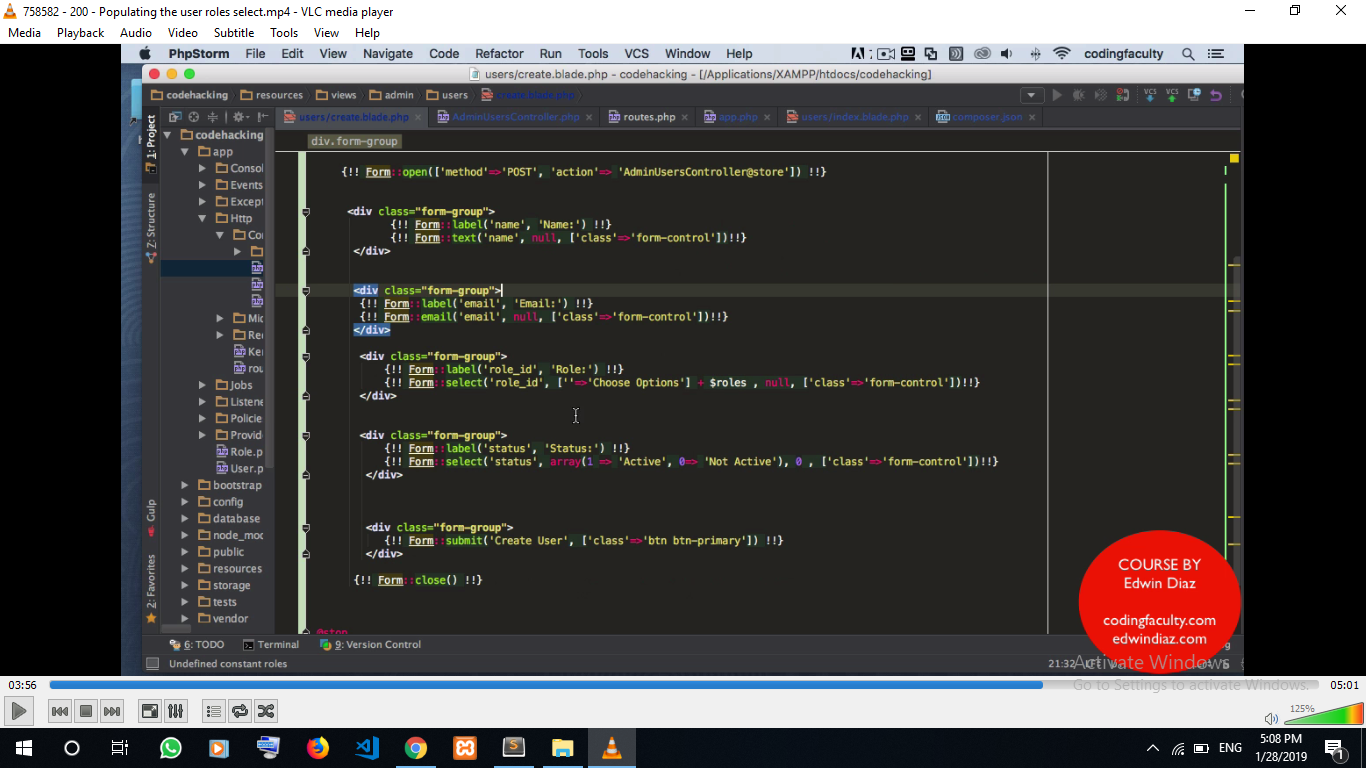 758582 - 200 - Populating the user roles select.mp4 - VLC media player
Media Playback Audio Video Subtitle Tools View Help
PhpStorm File Edit View Navigate Code Refactor Run Tools VCS Window Help codingfaculty
users/create.blade.php - codehacking - [/Applications/XAMPP/htdocs/codehacking]
codehacking resources views admin users create.blade.php
VCS VCS
users/create.blade.php AdminUsersController.php routes.php app.php users/index.blade.php composer.json
1: Project
Z: Structure
Gulp
2: Favorites
codehacking
app
Consol
Events
Except
Http
Co
Mic
Re
Ke
rou
Jobs
Listene
Policie
Provid
Role.p
User.p
bootstrap
config
database
node_mod
public
resources
storage
tests
vendor
div.form-group
{!! Form::open(['method'=>'POST', 'action'=> 'AdminUsersController@store']) !!}
<div class="form-group">
{!! Form::label('name', 'Name:') !!}
{!! Form::text('name', null, ['class'=>'form-control'])!!}
</div>
<div class="form-group">
{!! Form::label('email', 'Email:') !!}
{!! Form::email('email', null, ['class'=>'form-control'])!!}
</div>
<div class="form-group">
{!! Form::label('role_id', 'Role:') !!}
{!! Form::select('role_id', [''=>'Choose Options'] + $roles , null, ['class'=>'form-control'])!!}
</div>
<div class="form-group">
{!! Form::label('status', 'Status:') !!}
{!! Form::select('status', array(1 => 'Active', 0=> 'Not Active'), 0 , ['class'=>'form-control'])!!}
</div>
<div class="form-group">
{!! Form::submit('Create User', ['class'=>'btn btn-primary']) !!}
</div>
{!! Form::close() !!}
@stop
COURSE BY
Edwin Diaz
codingfaculty.com
edwindiaz.com
6: TODO Terminal 9: Version Control
Undefined constant roles 21:32
Activate Windows
Go to Settings to activate Windows.
03:56 05:01
125%
ENG
5:08 PM
1/28/2019
1